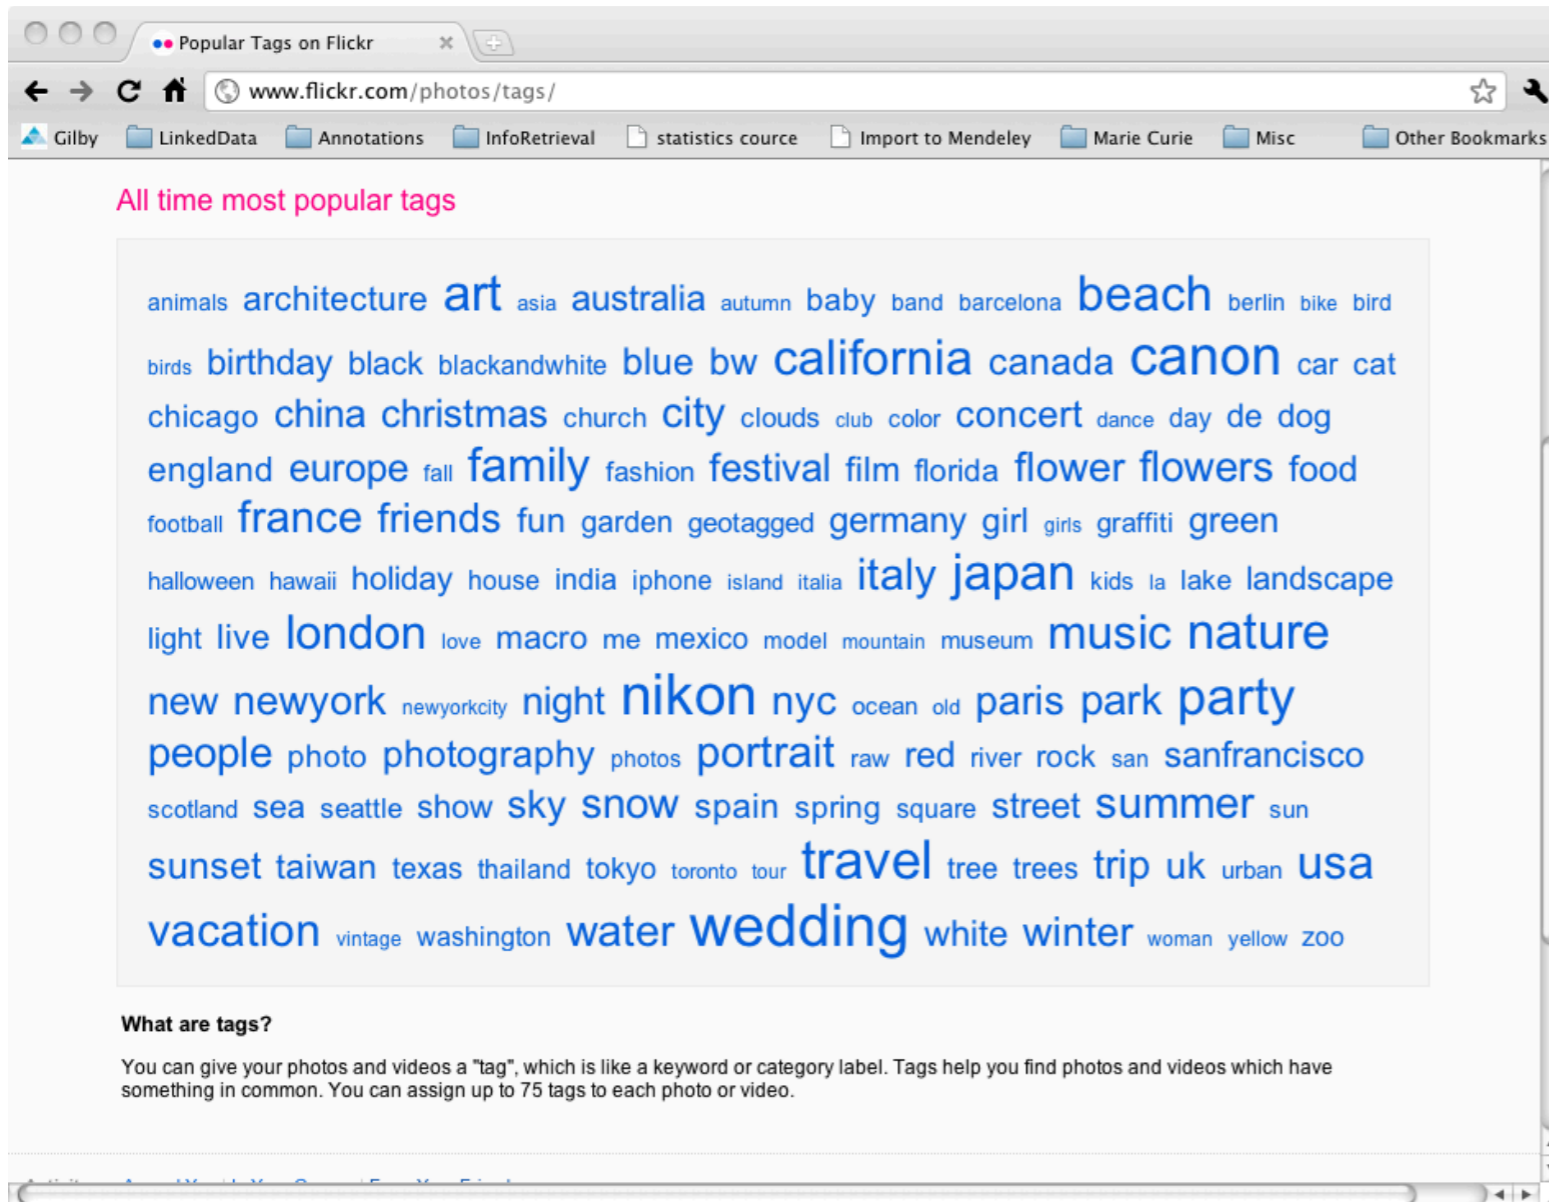 Popular Tags on Flickr
www.flickr.com/photos/tags/
Gilby LinkedData Annotations InfoRetrieval statistics cource Import to Mendeley Marie Curie Misc Other Bookmarks
All time most popular tags
animals architecture art asia australia autumn baby band barcelona beach berlin bike bird
birds birthday black blackandwhite blue bw california canada canon car cat
chicago china christmas church city clouds club color concert dance day de dog
england europe fall family fashion festival film florida flower flowers food
football france friends fun garden geotagged germany girl girls graffiti green
halloween hawaii holiday house india iphone island italia italy japan kids la lake landscape
light live london love macro me mexico model mountain museum music nature
new newyork newyorkcity night nikon nyc ocean old paris park party
people photo photography photos portrait raw red river rock san sanfrancisco
scotland sea seattle show sky snow spain spring square street summer sun
sunset taiwan texas thailand tokyo toronto tour travel tree trees trip uk urban usa
vacation vintage washington water wedding white winter woman yellow zoo
What are tags?
You can give your photos and videos a "tag", which is like a keyword or category label. Tags help you find photos and videos which have
something in common. You can assign up to 75 tags to each photo or video.